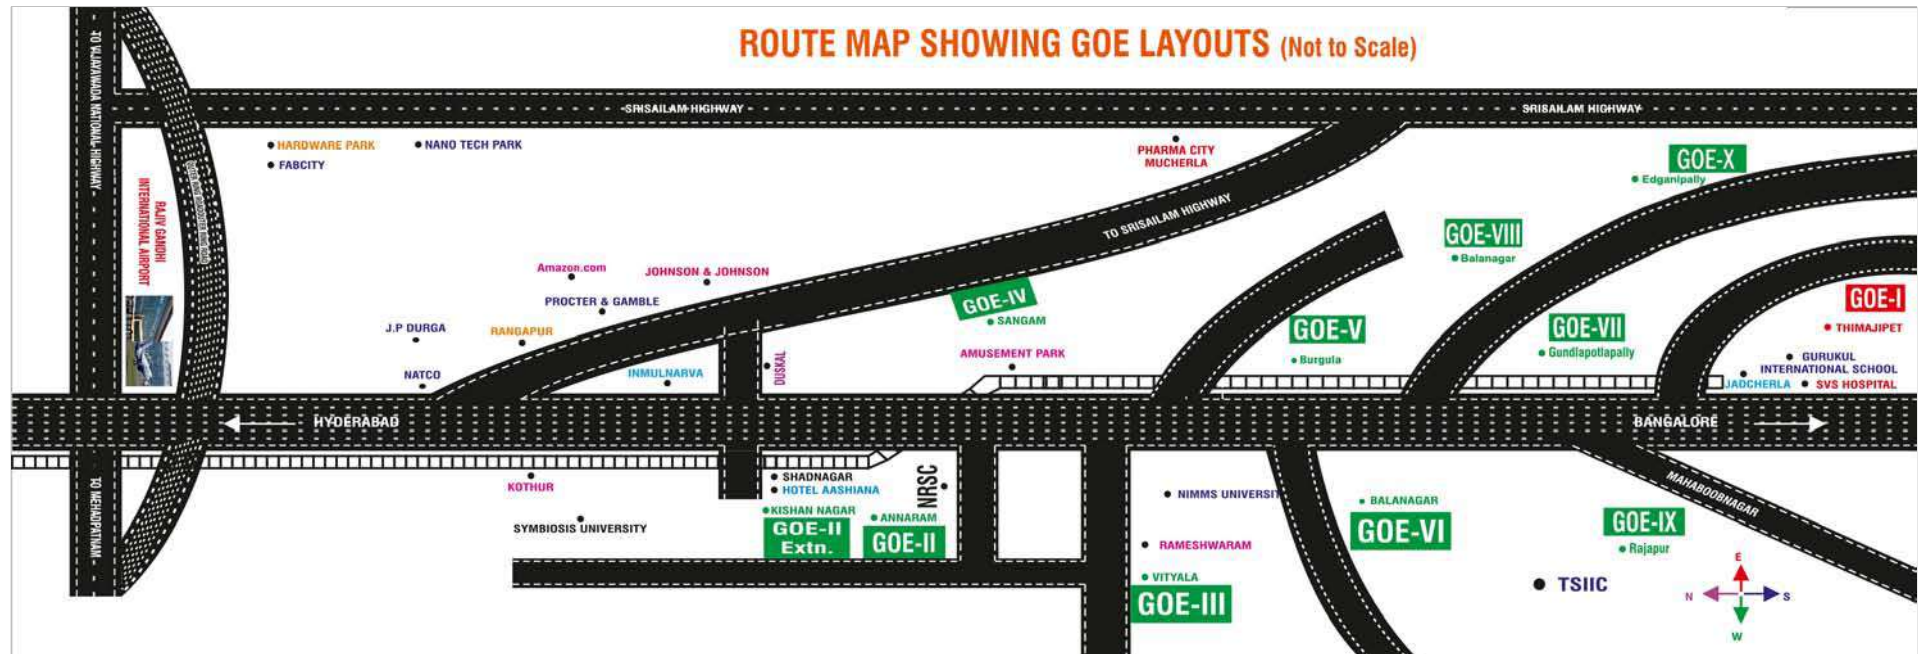 ROUTE MAP SHOWING GOE LAYOUTS (Not to Scale)
TO VIJAYAWADA NATIONAL HIGHWAY
SRISAILAM HIGHWAY
SRISAILAM HIGHWAY
HARDWARE PARK
NANO TECH PARK
FABCITY
PHARMA CITY
MUCHERLA
GOE-X
Edganipally
RAJIV GANDHI
INTERNATIONAL AIRPORT
TO SRISAILAM HIGHWAY
GOE-VIII
Balanagar
Amazon.com
JOHNSON & JOHNSON
PROCTER & GAMBLE
GOE-IV
SANGAM
GOE-I
THIMAJIPET
J.P DURGA
RANGAPUR
GOE-V
Burgula
GOE-VII
Gundlapotlapally
AMUSEMENT PARK
GURUKUL
INTERNATIONAL SCHOOL
NATCO
INMULNARVA
DUSKAL
JADCHERLA
SVS HOSPITAL
HYDERABAD
BANGALORE
TO MEHADPATNAM
KOTHUR
SHADNAGAR
HOTEL AASHIANA
NRSC
NIMMS UNIVERSIT
BALANAGAR
MAHABOOBNAGAR
SYMBIOSIS UNIVERSITY
KISHAN NAGAR
GOE-II
Extn.
ANNARAM
GOE-II
GOE-VI
GOE-IX
Rajapur
RAMESHWARAM
VITYALA
GOE-III
TSIIC
E
N
S
W